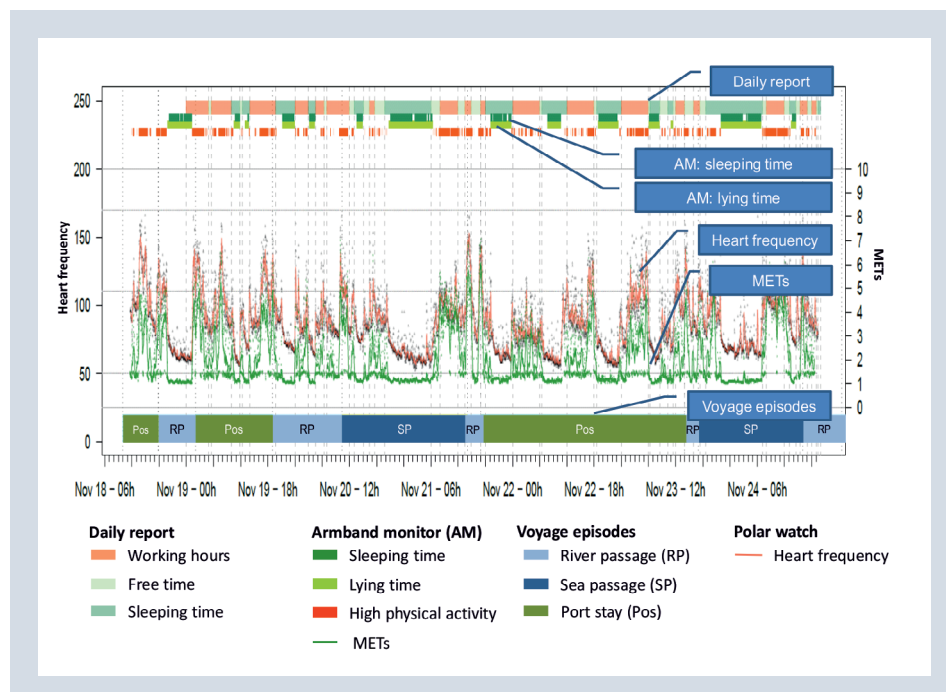 Daily report
AM: sleeping time
AM: lying time
Heart frequency
METs
Voyage episodes
Heart frequency
250
200
150
100
50
0
METs
10
9
8
7
6
5
4
3
2
1
0
Pos RP Pos RP SP RP Pos RP SP RP
Nov 18 – 06h Nov 19 – 00h Nov 19 – 18h Nov 20 – 12h Nov 21 – 06h Nov 22 – 00h Nov 22 – 18h Nov 23 – 12h Nov 24 – 06h
Daily report
Working hours
Free time
Sleeping time
Armband monitor (AM)
Sleeping time
Lying time
High physical activity
METs
Voyage episodes
River passage (RP)
Sea passage (SP)
Port stay (Pos)
Polar watch
Heart frequency